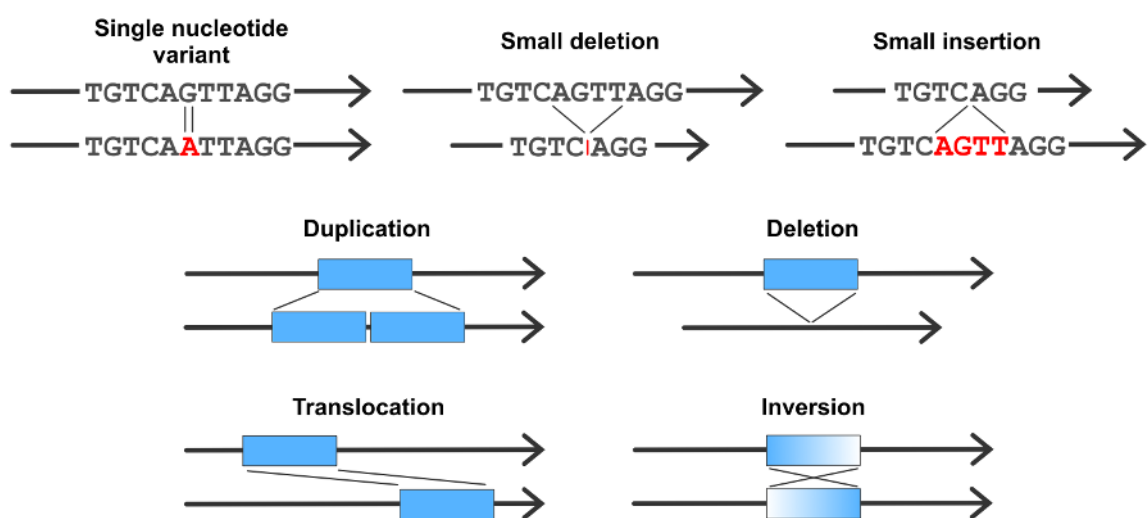 Single nucleotide
variant
TGTCAGTTAGG
TGTCAATTAGG
Small deletion
TGTCAGTTAGG
TGTCAGG
Small insertion
TGTCAGG
TGTCAGTTAGG
Duplication
Deletion
Translocation
Inversion